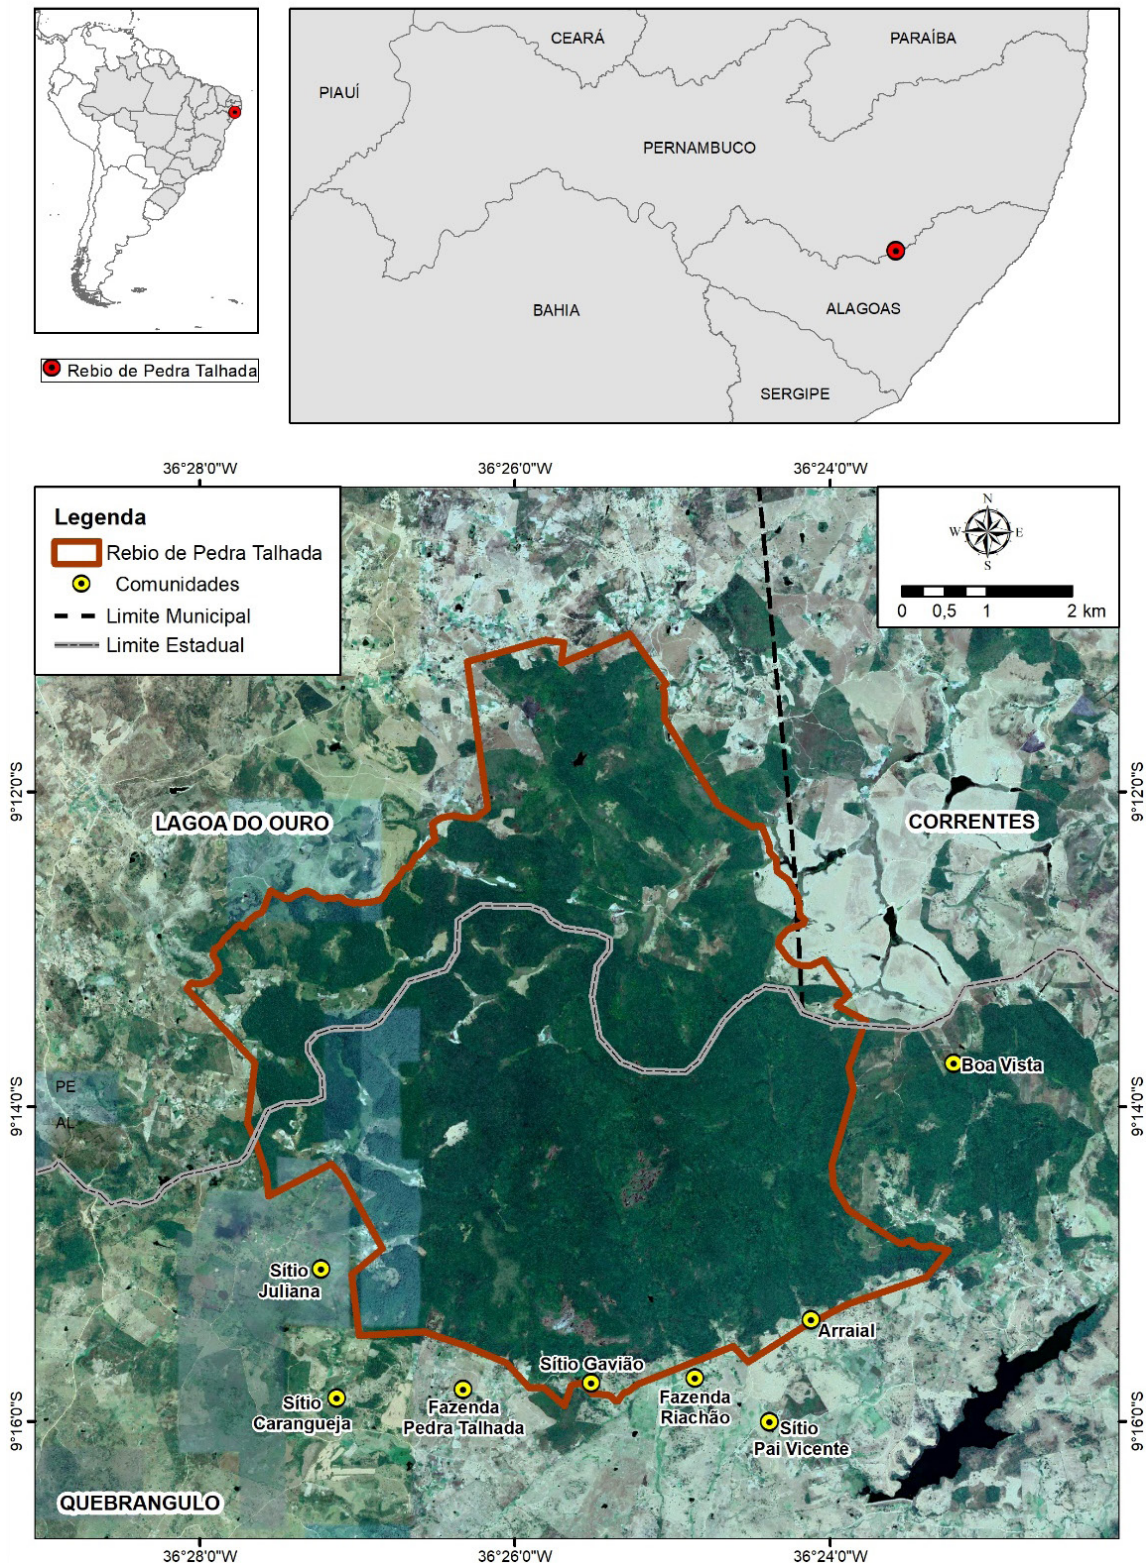 CEARÁ
PARAÍBA
PIAUÍ
PERNAMBUCO
BAHIA
ALAGOAS
SERGIPE
Rebio de Pedra Talhada
36°28'0"W
36°26'0"W
36°24'0"W
Legenda
Rebio de Pedra Talhada
Comunidades
Limite Municipal
Limite Estadual
N
W
E
S
0 0,5 1 2 km
9°12'0"S
9°12'0"S
LAGOA DO OURO
CORRENTES
Boa Vista
PE
AL
9°14'0"S
9°14'0"S
Sítio
Juliana
Arraial
Sítio Gavião
Sítio
Carangueja
Fazenda
Pedra Talhada
Fazenda
Riachão
Sítio
Pai Vicente
9°16'0"S
9°16'0"S
QUEBRANGULO
36°28'0"W
36°26'0"W
36°24'0"W